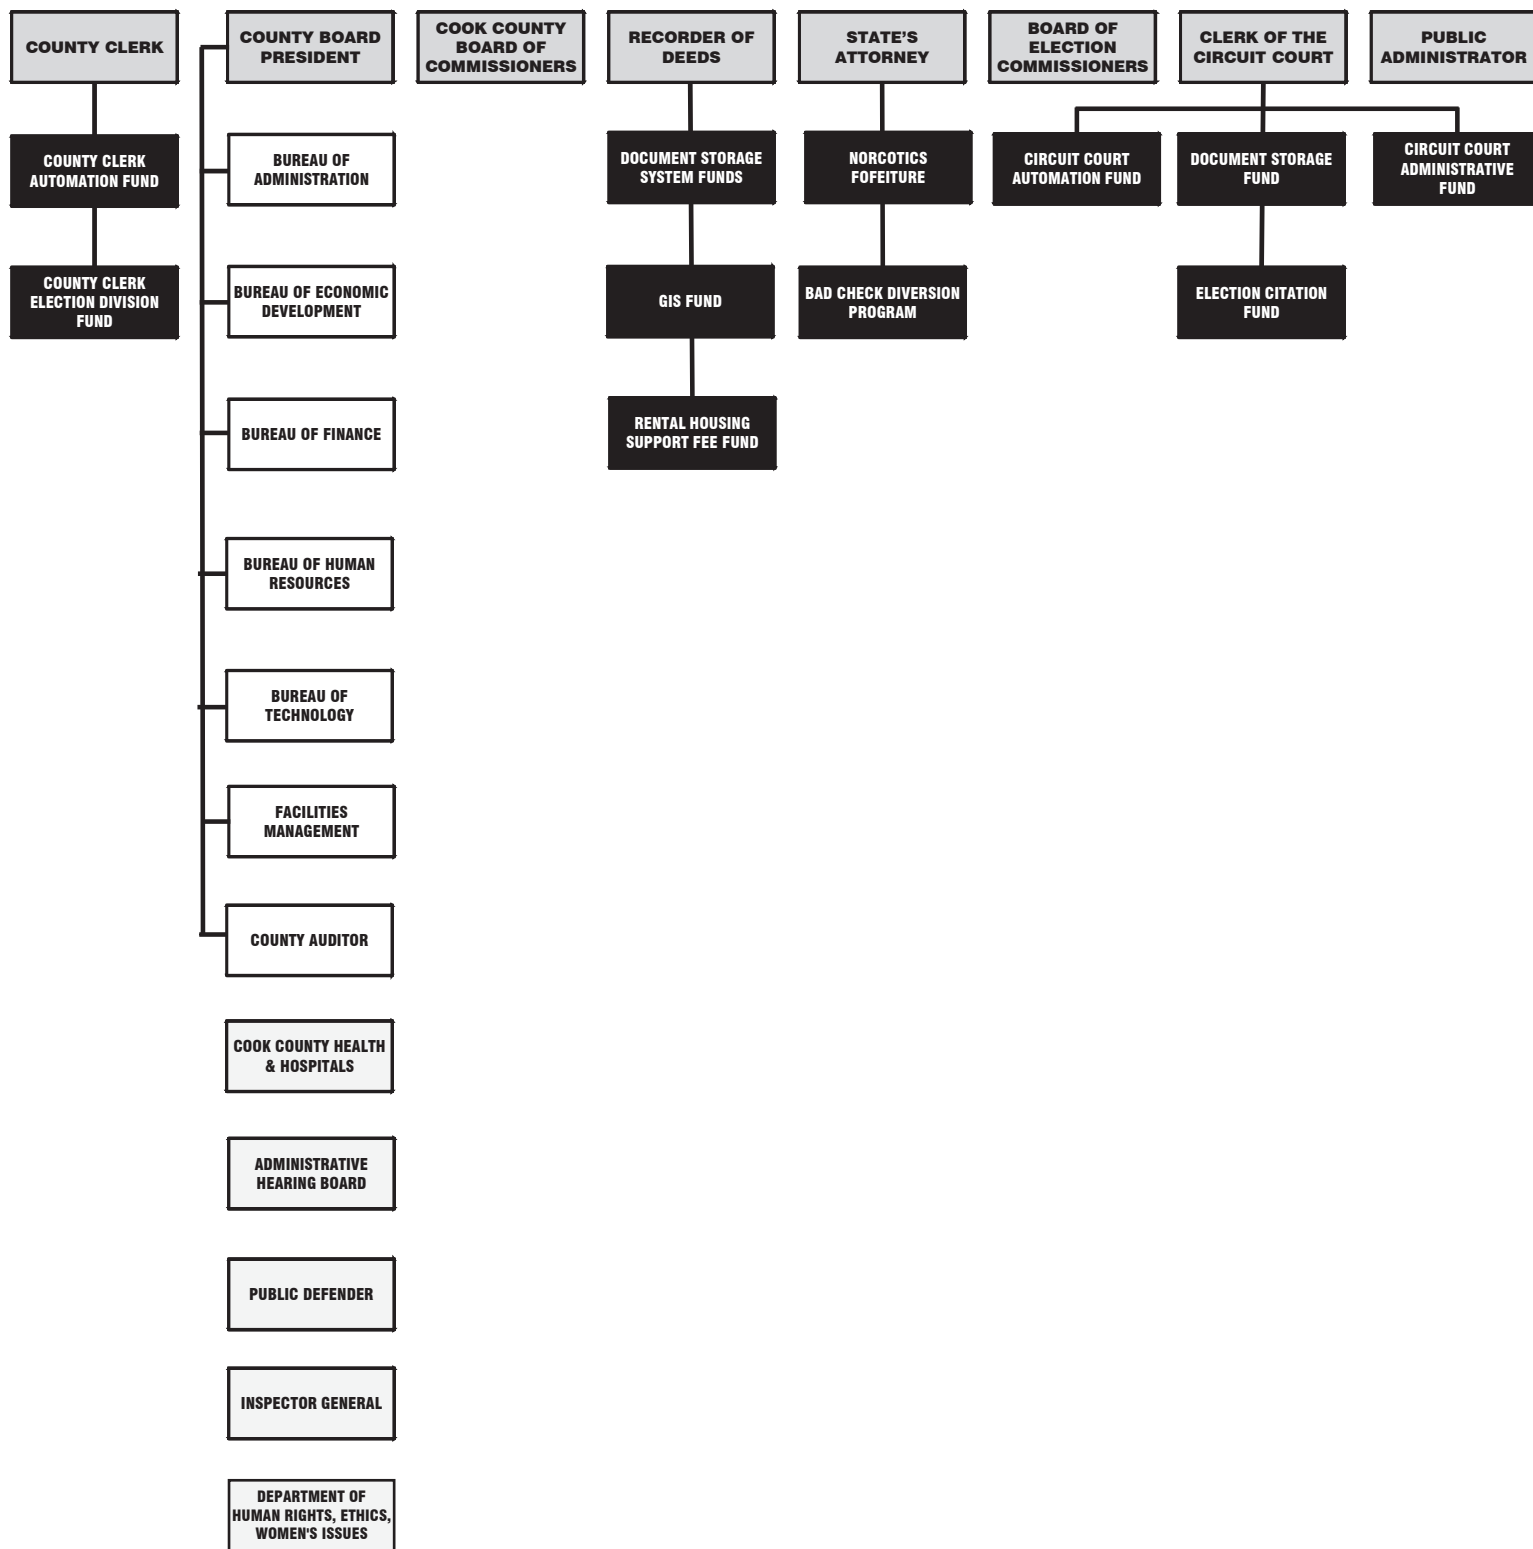 COUNTY CLERK
COUNTY BOARD
PRESIDENT
COOK COUNTY
BOARD OF
COMMISSIONERS
RECORDER OF
DEEDS
STATE'S
ATTORNEY
BOARD OF
ELECTION
COMMISSIONERS
CLERK OF THE
CIRCUIT COURT
PUBLIC
ADMINISTRATOR
COUNTY CLERK
AUTOMATION FUND
BUREAU OF
ADMINISTRATION
DOCUMENT STORAGE
SYSTEM FUNDS
NORCOTICS
FOFEITURE
CIRCUIT COURT
AUTOMATION FUND
DOCUMENT STORAGE
FUND
CIRCUIT COURT
ADMINISTRATIVE
FUND
COUNTY CLERK
ELECTION DIVISION
FUND
BUREAU OF ECONOMIC
DEVELOPMENT
GIS FUND
BAD CHECK DIVERSION
PROGRAM
ELECTION CITATION
FUND
BUREAU OF FINANCE
RENTAL HOUSING
SUPPORT FEE FUND
BUREAU OF HUMAN
RESOURCES
BUREAU OF
TECHNOLOGY
FACILITIES
MANAGEMENT
COUNTY AUDITOR
COOK COUNTY HEALTH
& HOSPITALS
ADMINISTRATIVE
HEARING BOARD
PUBLIC DEFENDER
INSPECTOR GENERAL
DEPARTMENT OF
HUMAN RIGHTS, ETHICS,
WOMEN'S ISSUES